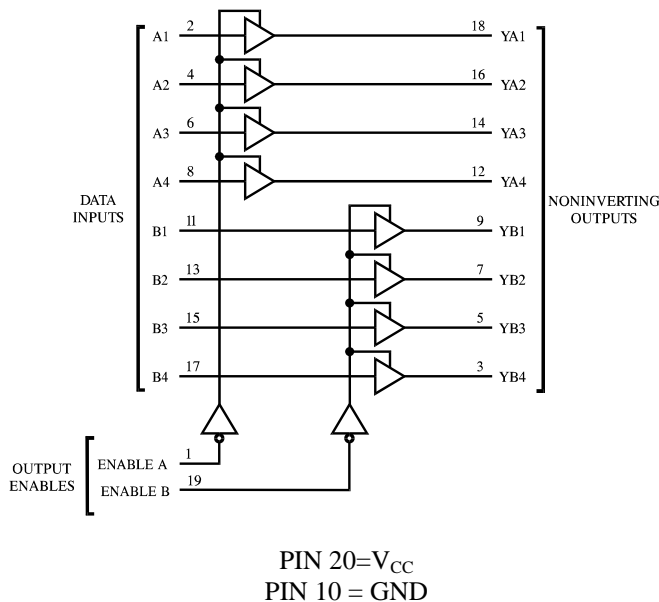 A1 2 18 YA1
A2 4 16 YA2
A3 6 14 YA3
A4 8 12 YA4
DATA
INPUTS
NONINVERTING
OUTPUTS
B1 11 9 YB1
B2 13 7 YB2
B3 15 5 YB3
B4 17 3 YB4
OUTPUT
ENABLES
ENABLE A 1
ENABLE B 19
PIN 20=VCC
PIN 10 = GND